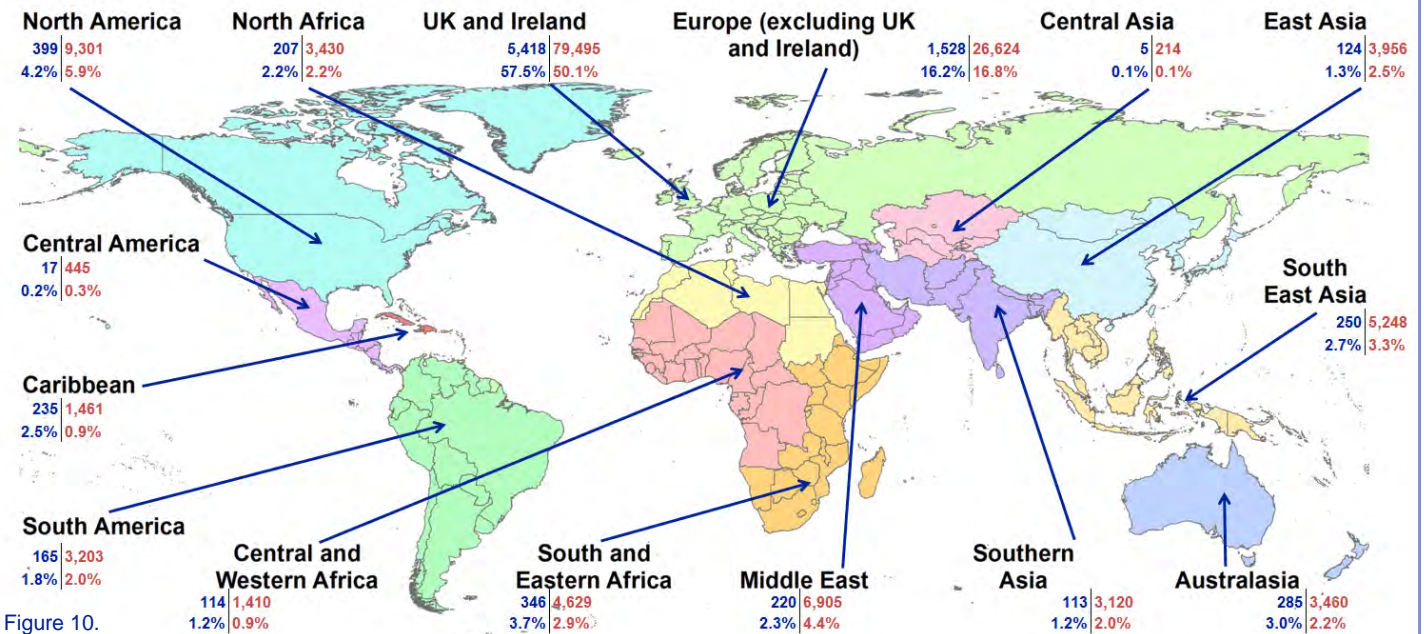 North America
399 9,301
4.2% 5.9%
North Africa
207 3,430
2.2% 2.2%
UK and Ireland
5,418 79,495
57.5% 50.1%
Europe (excluding UK
and Ireland)
1,528 26,624
16.2% 16.8%
Central Asia
5 214
0.1% 0.1%
East Asia
124 3,956
1.3% 2.5%
Central America
17 445
0.2% 0.3%
South
East Asia
250 5,248
2.7% 3.3%
Caribbean
235 1,461
2.5% 0.9%
South America
165 3,203
1.8% 2.0%
Central and
Western Africa
114 1,410
1.2% 0.9%
South and
Eastern Africa
346 4,629
3.7% 2.9%
Middle East
220 6,905
2.3% 4.4%
Southern
Asia
113 3,120
1.2% 2.0%
Australasia
285 3,460
3.0% 2.2%
Figure 10.